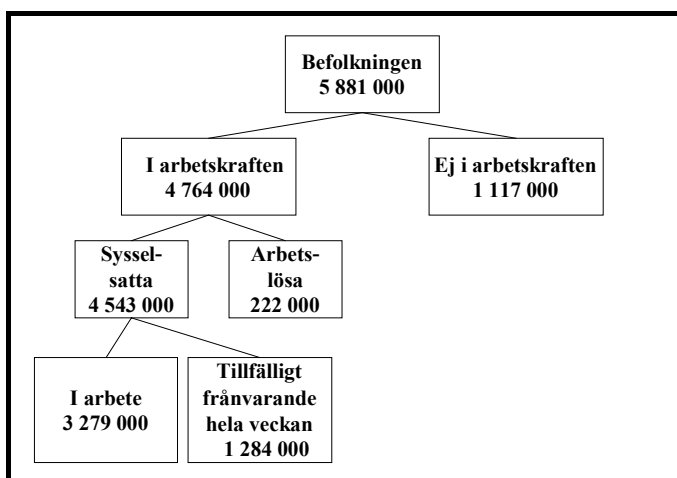 Befolkningen
5 881 000
I arbetskraften
4 764 000
Ej i arbetskraften
1 117 000
Syssel-
satta
4 543 000
Arbets-
lösa
222 000
I arbete
3 279 000
Tillfälligt
frånvarande
hela veckan
1 284 000